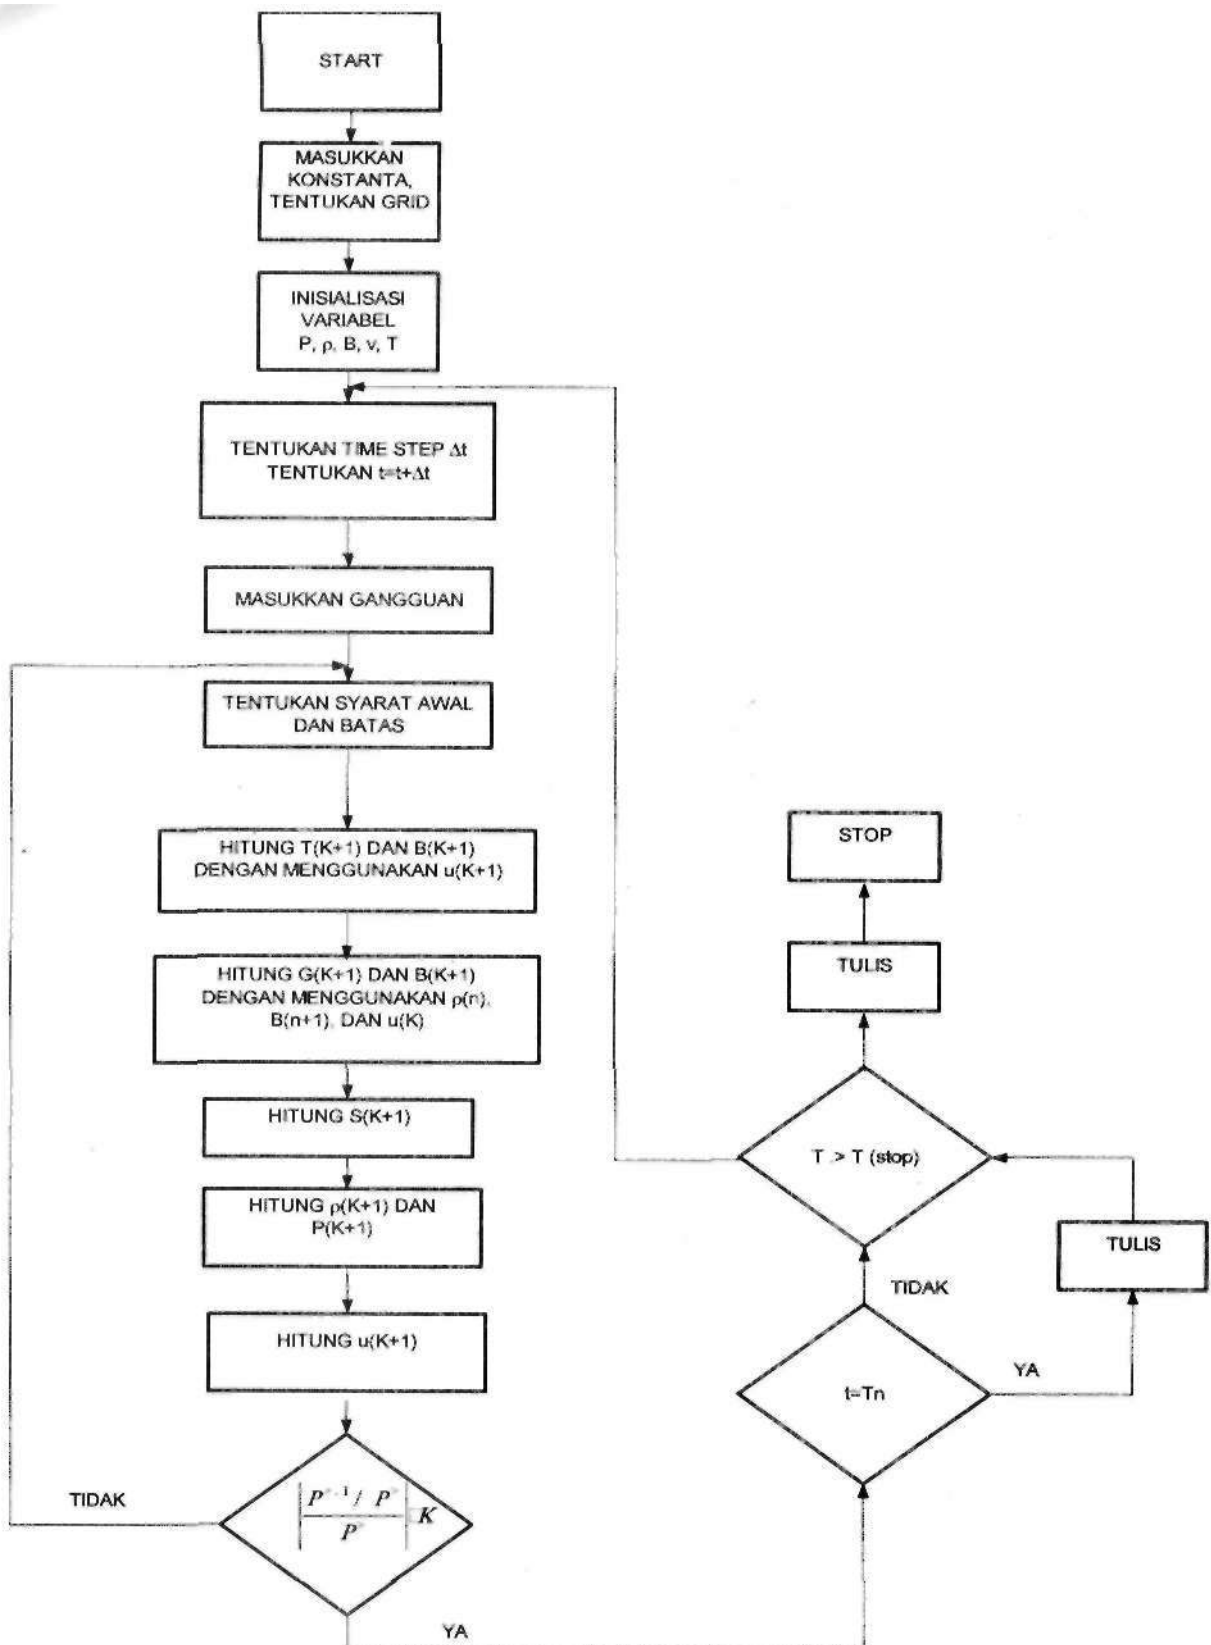 START
MASUKKAN
KONSTANTA,
TENTUKAN GRID
INISIALISASI
VARIABEL
P, ρ, B, v, T
TENTUKAN TIME STEP Δt
TENTUKAN t=t+Δt
MASUKKAN GANGGUAN
TENTUKAN SYARAT AWAL
DAN BATAS
HITUNG T(K+1) DAN B(K+1)
DENGAN MENGGUNAKAN u(K+1)
HITUNG G(K+1) DAN B(K+1)
DENGAN MENGGUNAKAN ρ(n),
B(n+1), DAN u(K)
HITUNG S(K+1)
HITUNG ρ(K+1) DAN
P(K+1)
HITUNG u(K+1)
TIDAK
P / P
P
K
YA
t=Tn
YA
TIDAK
TULIS
T > T (stop)
TULIS
STOP